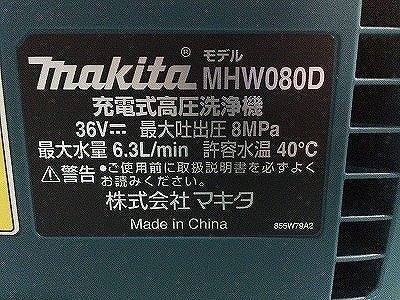 モデル
makita® MHW080D
充電式高圧洗浄機
36V⎓ 最大吐出圧 8MPa
最大水量 6.3L/min 許容水温 40°C
⚠警告 ●ご使用前に取扱説明書を必ずよく
お読みください。
株式会社マキタ
Made in China 855W79A2